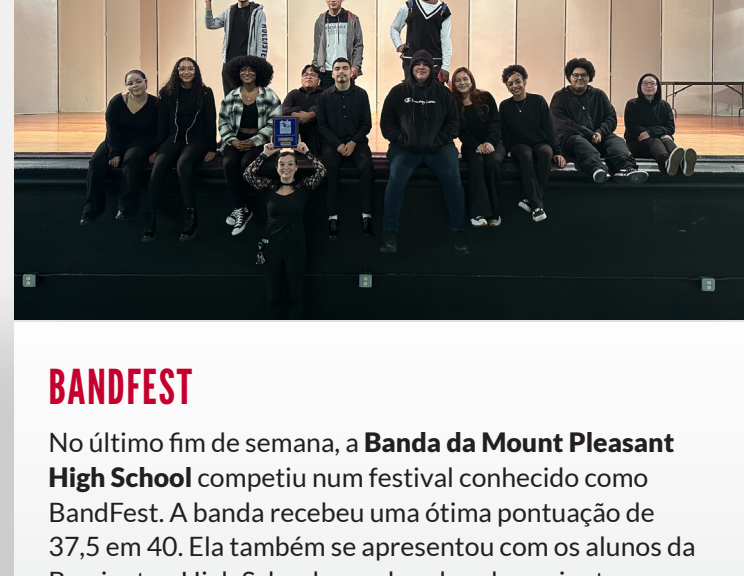 BANDFEST
No último fim de semana, a Banda da Mount Pleasant
High School competiu num festival conhecido como
BandFest. A banda recebeu uma ótima pontuação de
37,5 em 40. Ela também se apresentou com os alunos da